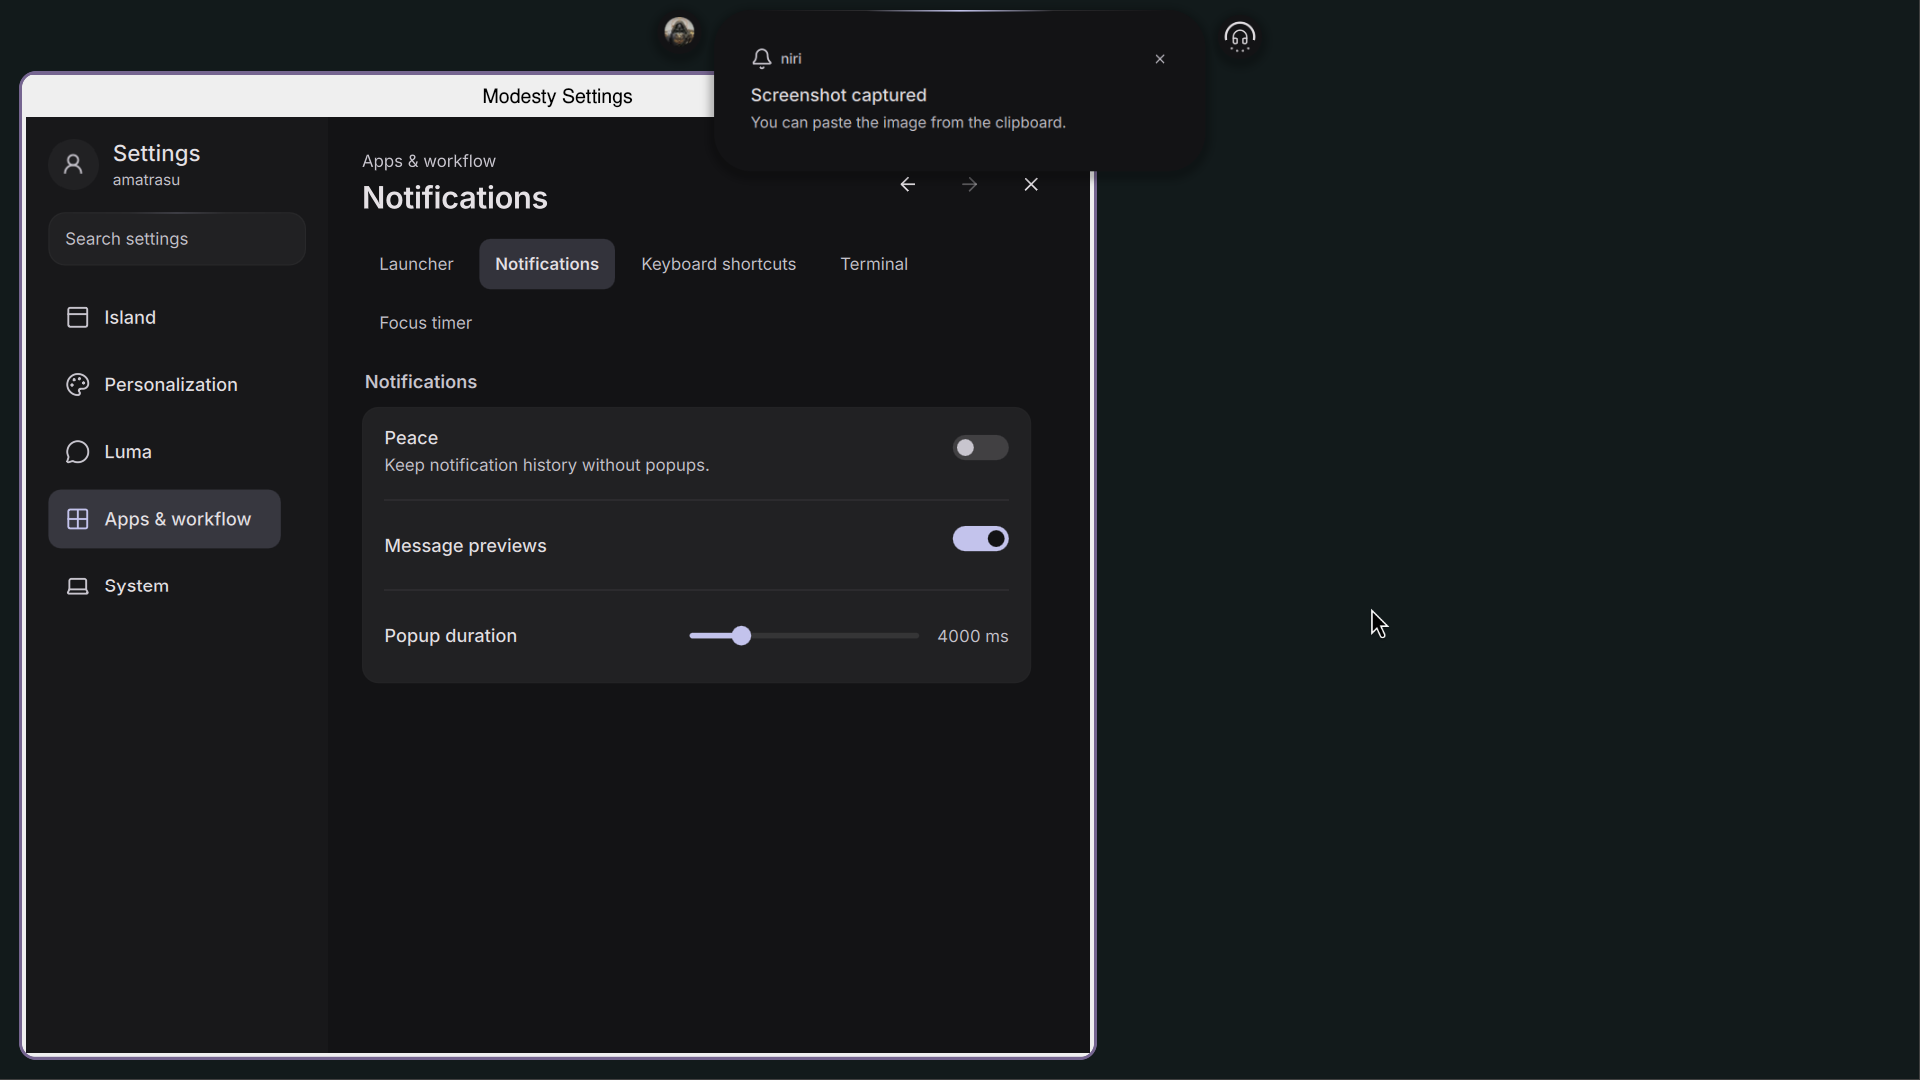 niri
Screenshot captured
You can paste the image from the clipboard.
Modesty Settings
Settings
amatrasu
Search settings
Island
Personalization
Luma
Apps & workflow
System
Apps & workflow
Notifications
Launcher
Notifications
Keyboard shortcuts
Terminal
Focus timer
Notifications
Peace
Keep notification history without popups.
Message previews
Popup duration
4000 ms